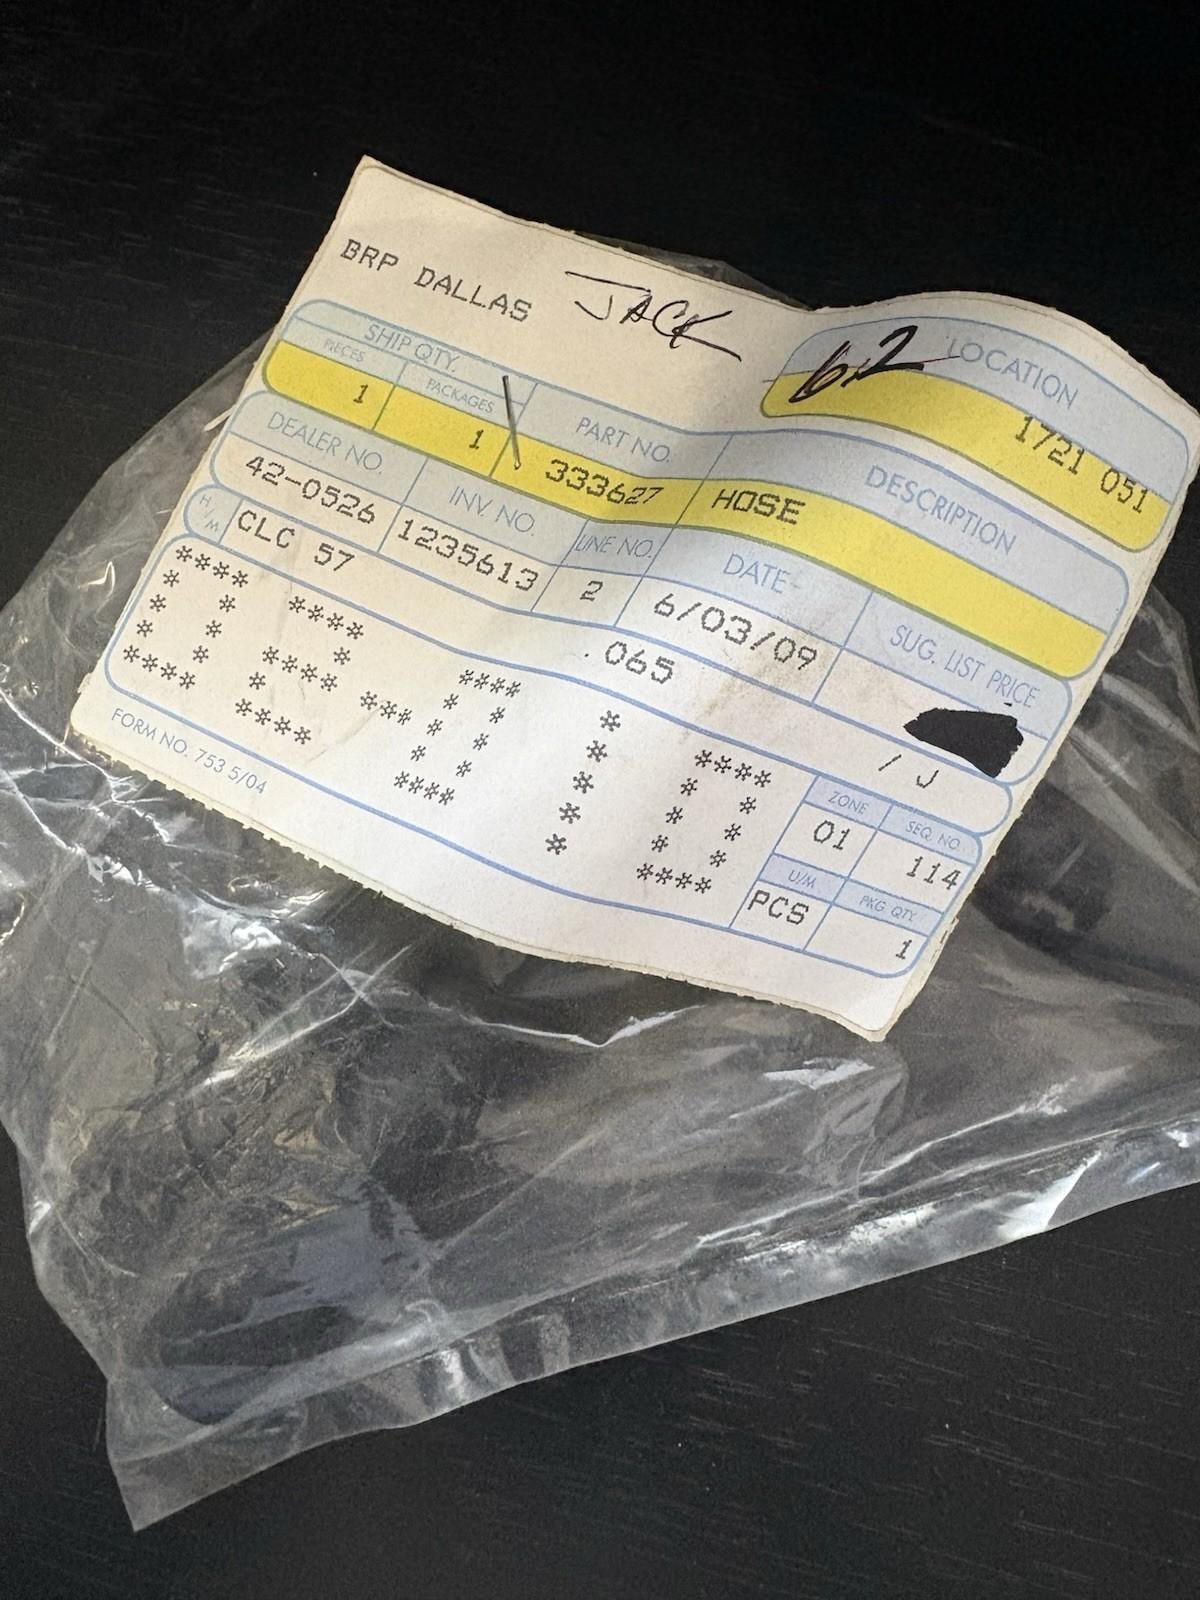 BRP DALLAS JACK
6.2 LOCATION
1721 051
SHIP QTY.
PIECES PACKAGES PART NO. DESCRIPTION
1 1 333627 HOSE
DEALER NO. INV. NO. LINE NO. DATE SUG. LIST PRICE
42-0526 1235613 2 6/03/09
H/M CLC 57 065 / J
ZONE SEQ. NO.
01 114
U/M PKG QTY.
PCS 1
FORM NO. 753 5/04